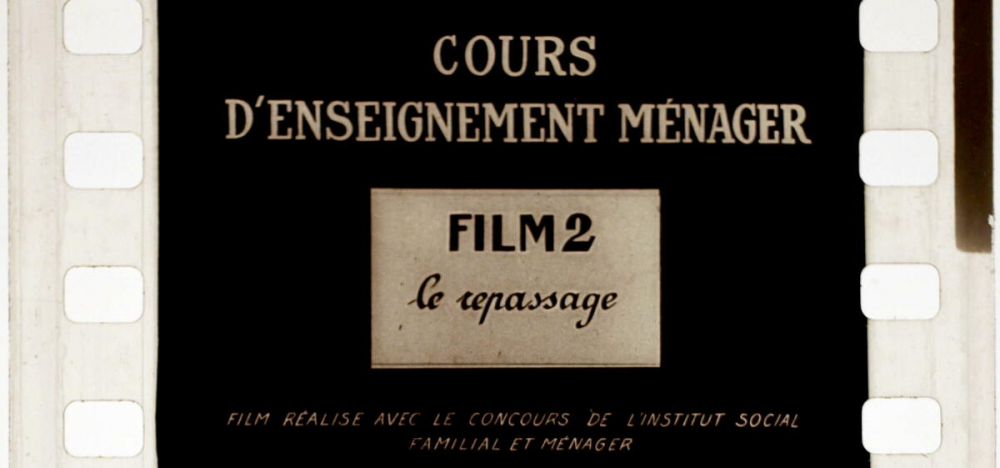 COURS
D'ENSEIGNEMENT MÉNAGER
FILM 2
le repassage
FILM RÉALISE AVEC LE CONCOURS DE L'INSTITUT SOCIAL
FAMILIAL ET MÉNAGER